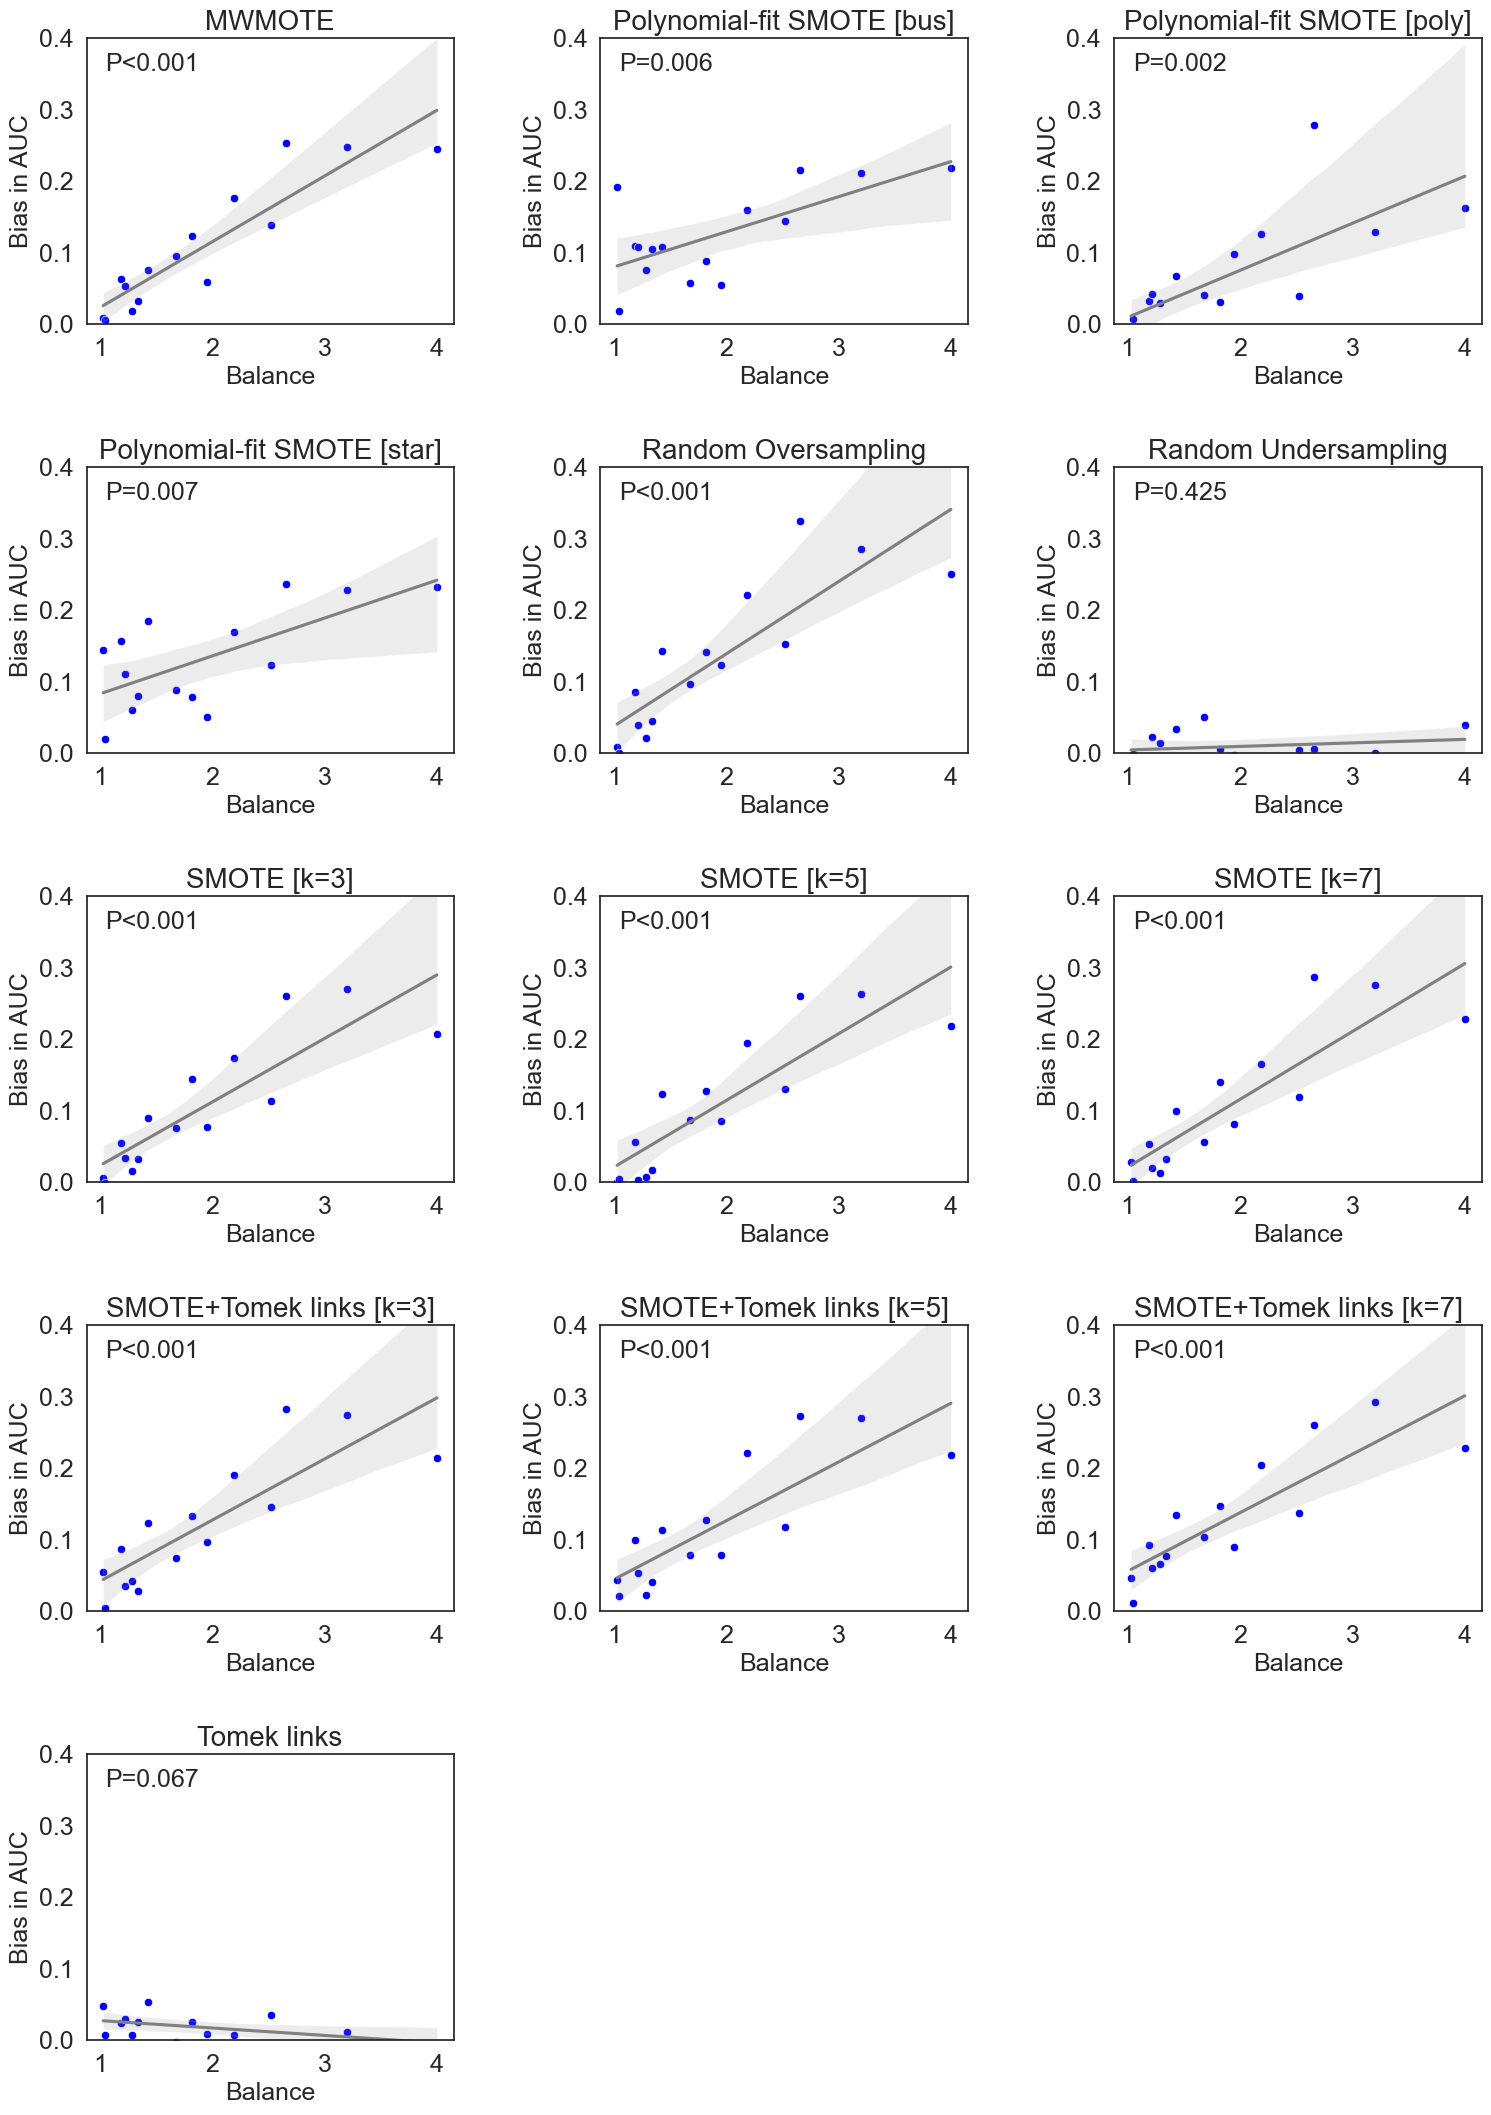 MWMOTE
P<0.001
0.4
0.3
0.2
0.1
0.0
Bias in AUC
1 2 3 4
Balance
Polynomial-fit SMOTE [bus]
P=0.006
0.4
0.3
0.2
0.1
0.0
Bias in AUC
1 2 3 4
Balance
Polynomial-fit SMOTE [poly]
P=0.002
0.4
0.3
0.2
0.1
0.0
Bias in AUC
1 2 3 4
Balance
Polynomial-fit SMOTE [star]
P=0.007
0.4
0.3
0.2
0.1
0.0
Bias in AUC
1 2 3 4
Balance
Random Oversampling
P<0.001
0.4
0.3
0.2
0.1
0.0
Bias in AUC
1 2 3 4
Balance
Random Undersampling
P=0.425
0.4
0.3
0.2
0.1
0.0
Bias in AUC
1 2 3 4
Balance
SMOTE [k=3]
P<0.001
0.4
0.3
0.2
0.1
0.0
Bias in AUC
1 2 3 4
Balance
SMOTE [k=5]
P<0.001
0.4
0.3
0.2
0.1
0.0
Bias in AUC
1 2 3 4
Balance
SMOTE [k=7]
P<0.001
0.4
0.3
0.2
0.1
0.0
Bias in AUC
1 2 3 4
Balance
SMOTE+Tomek links [k=3]
P<0.001
0.4
0.3
0.2
0.1
0.0
Bias in AUC
1 2 3 4
Balance
SMOTE+Tomek links [k=5]
P<0.001
0.4
0.3
0.2
0.1
0.0
Bias in AUC
1 2 3 4
Balance
SMOTE+Tomek links [k=7]
P<0.001
0.4
0.3
0.2
0.1
0.0
Bias in AUC
1 2 3 4
Balance
Tomek links
P=0.067
0.4
0.3
0.2
0.1
0.0
Bias in AUC
1 2 3 4
Balance